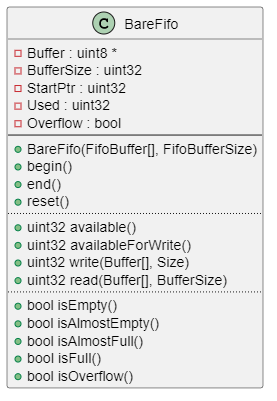 C BareFifo
Buffer : uint8 *
BufferSize : uint32
StartPtr : uint32
Used : uint32
Overflow : bool
BareFifo(FifoBuffer[], FifoBufferSize)
begin()
end()
reset()
uint32 available()
uint32 availableForWrite()
uint32 write(Buffer[], Size)
uint32 read(Buffer[], BufferSize)
bool isEmpty()
bool isAlmostEmpty()
bool isAlmostFull()
bool isFull()
bool isOverflow()